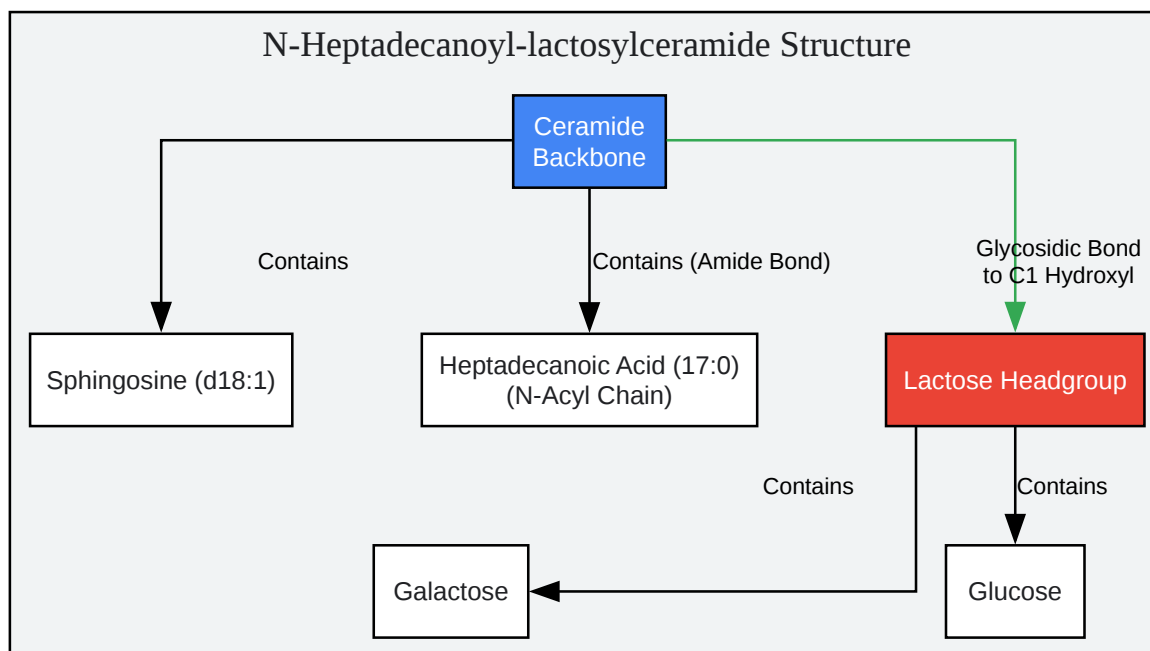 N-Heptadecanoyl-lactosylceramide Structure
Ceramide
Backbone
Contains
Contains (Amide Bond)
Glycosidic Bond
to C1 Hydroxyl
Sphingosine (d18:1)
Heptadecanoic Acid (17:0)
(N-Acyl Chain)
Lactose Headgroup
Contains
Contains
Galactose
Glucose